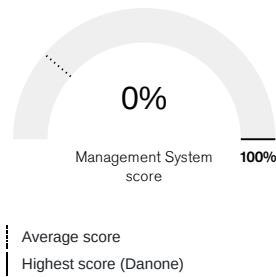 0%
Management System
score
100%
Average score
Highest score (Danone)